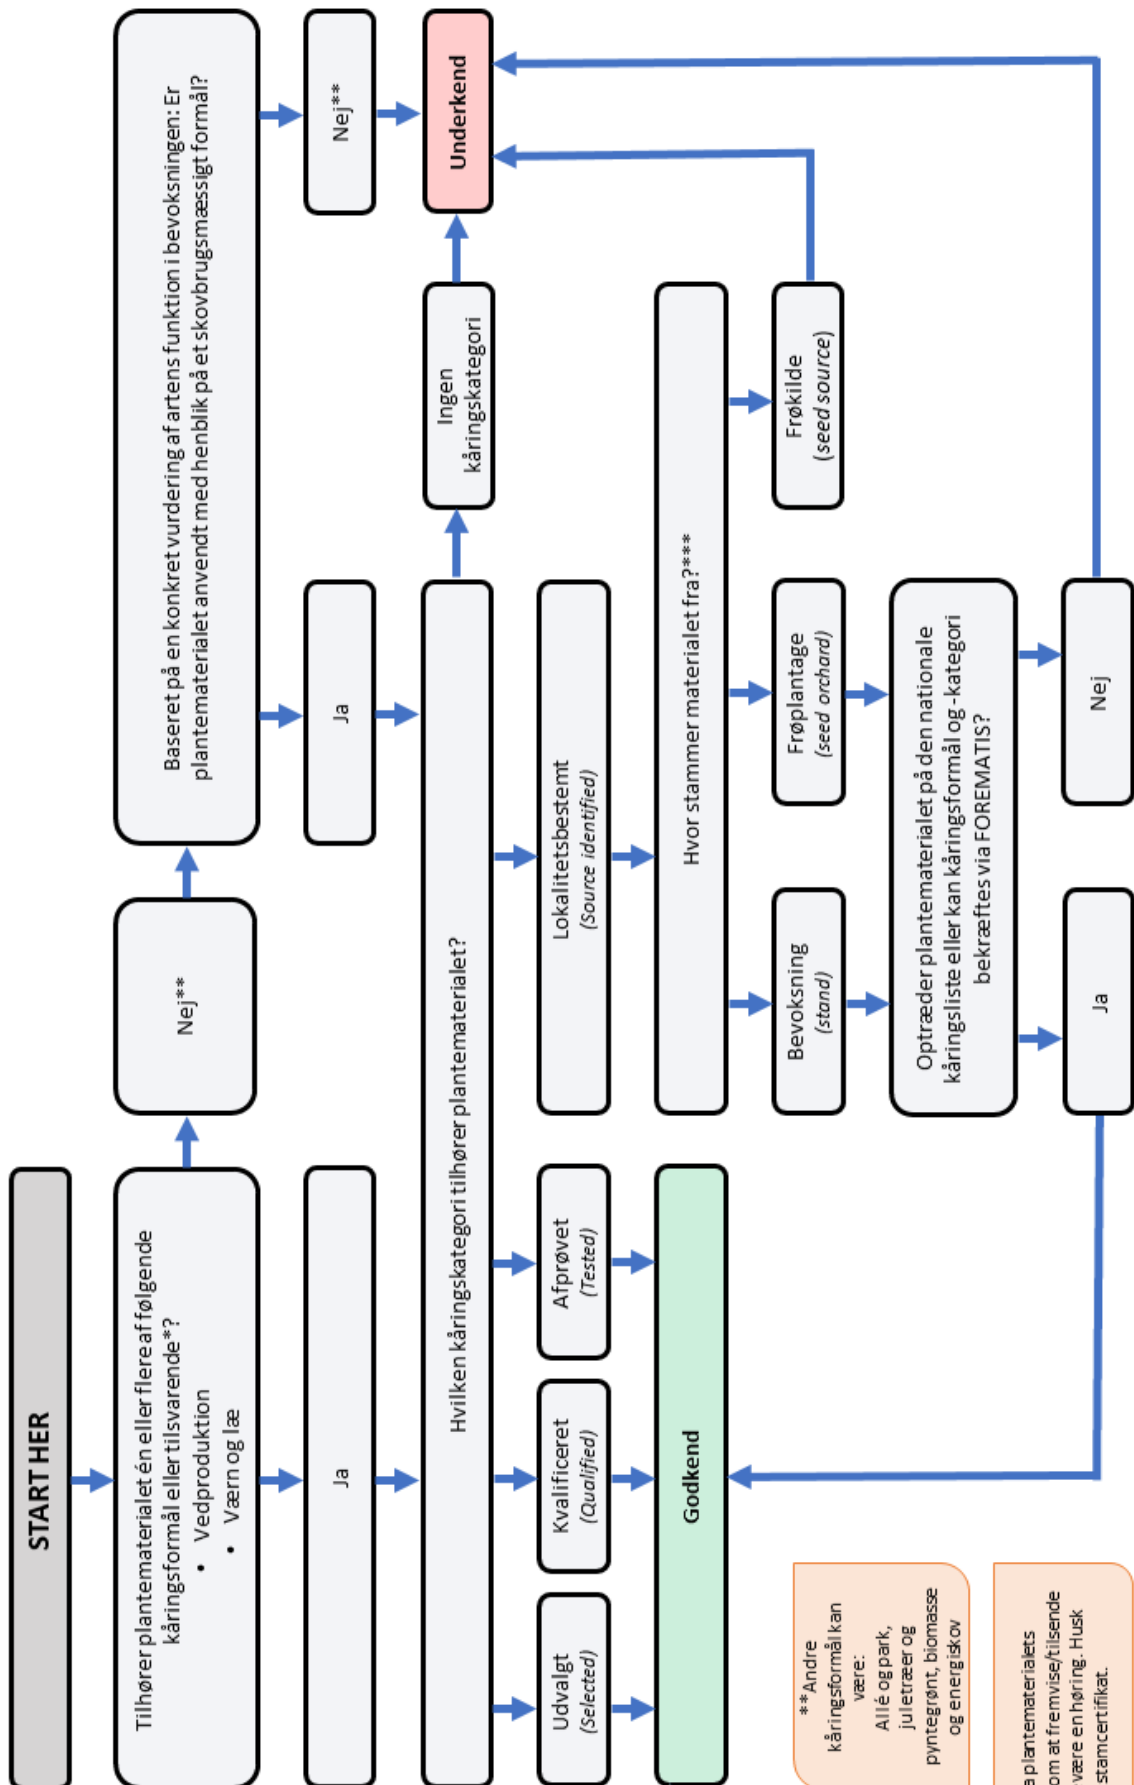 START HER
Tilhører plantematerialet én eller flere af følgende
kåringsformål eller tilsvarende*?
• Vedproduktion
• Værn og læ
Nej**
Baseret på en konkret vurdering af artens funktion i bevoksningen: Er
plantematerialet anvendt med henblik på et skovbrugsmæssigt formål?
Ja
Ja
Nej**
Hvilken kåringskategori tilhører plantematerialet?
Ingen
kåringskategori
Underkend
Udvalgt
(Selected)
Kvalificeret
(Qualified)
Afprøvet
(Tested)
Lokalitetsbestemt
(Source identified)
Godkend
Hvor stammer materialet fra?***
Bevoksning
(stand)
Frøplantage
(seed orchard)
Frøkilde
(seed source)
Optræder plantematerialet på den nationale
kåringsliste eller kan kåringsformål og -kategori
bekræftes via FOREMATIS?
Ja
Nej
**Andre
kåringsformål kan
være:
Allé og park,
juletræer og
pyntegrønt, biomasse
og energiskov
a plantematerialets
om at fremvise/tilsende
være en høring. Husk
stamcertifikat.